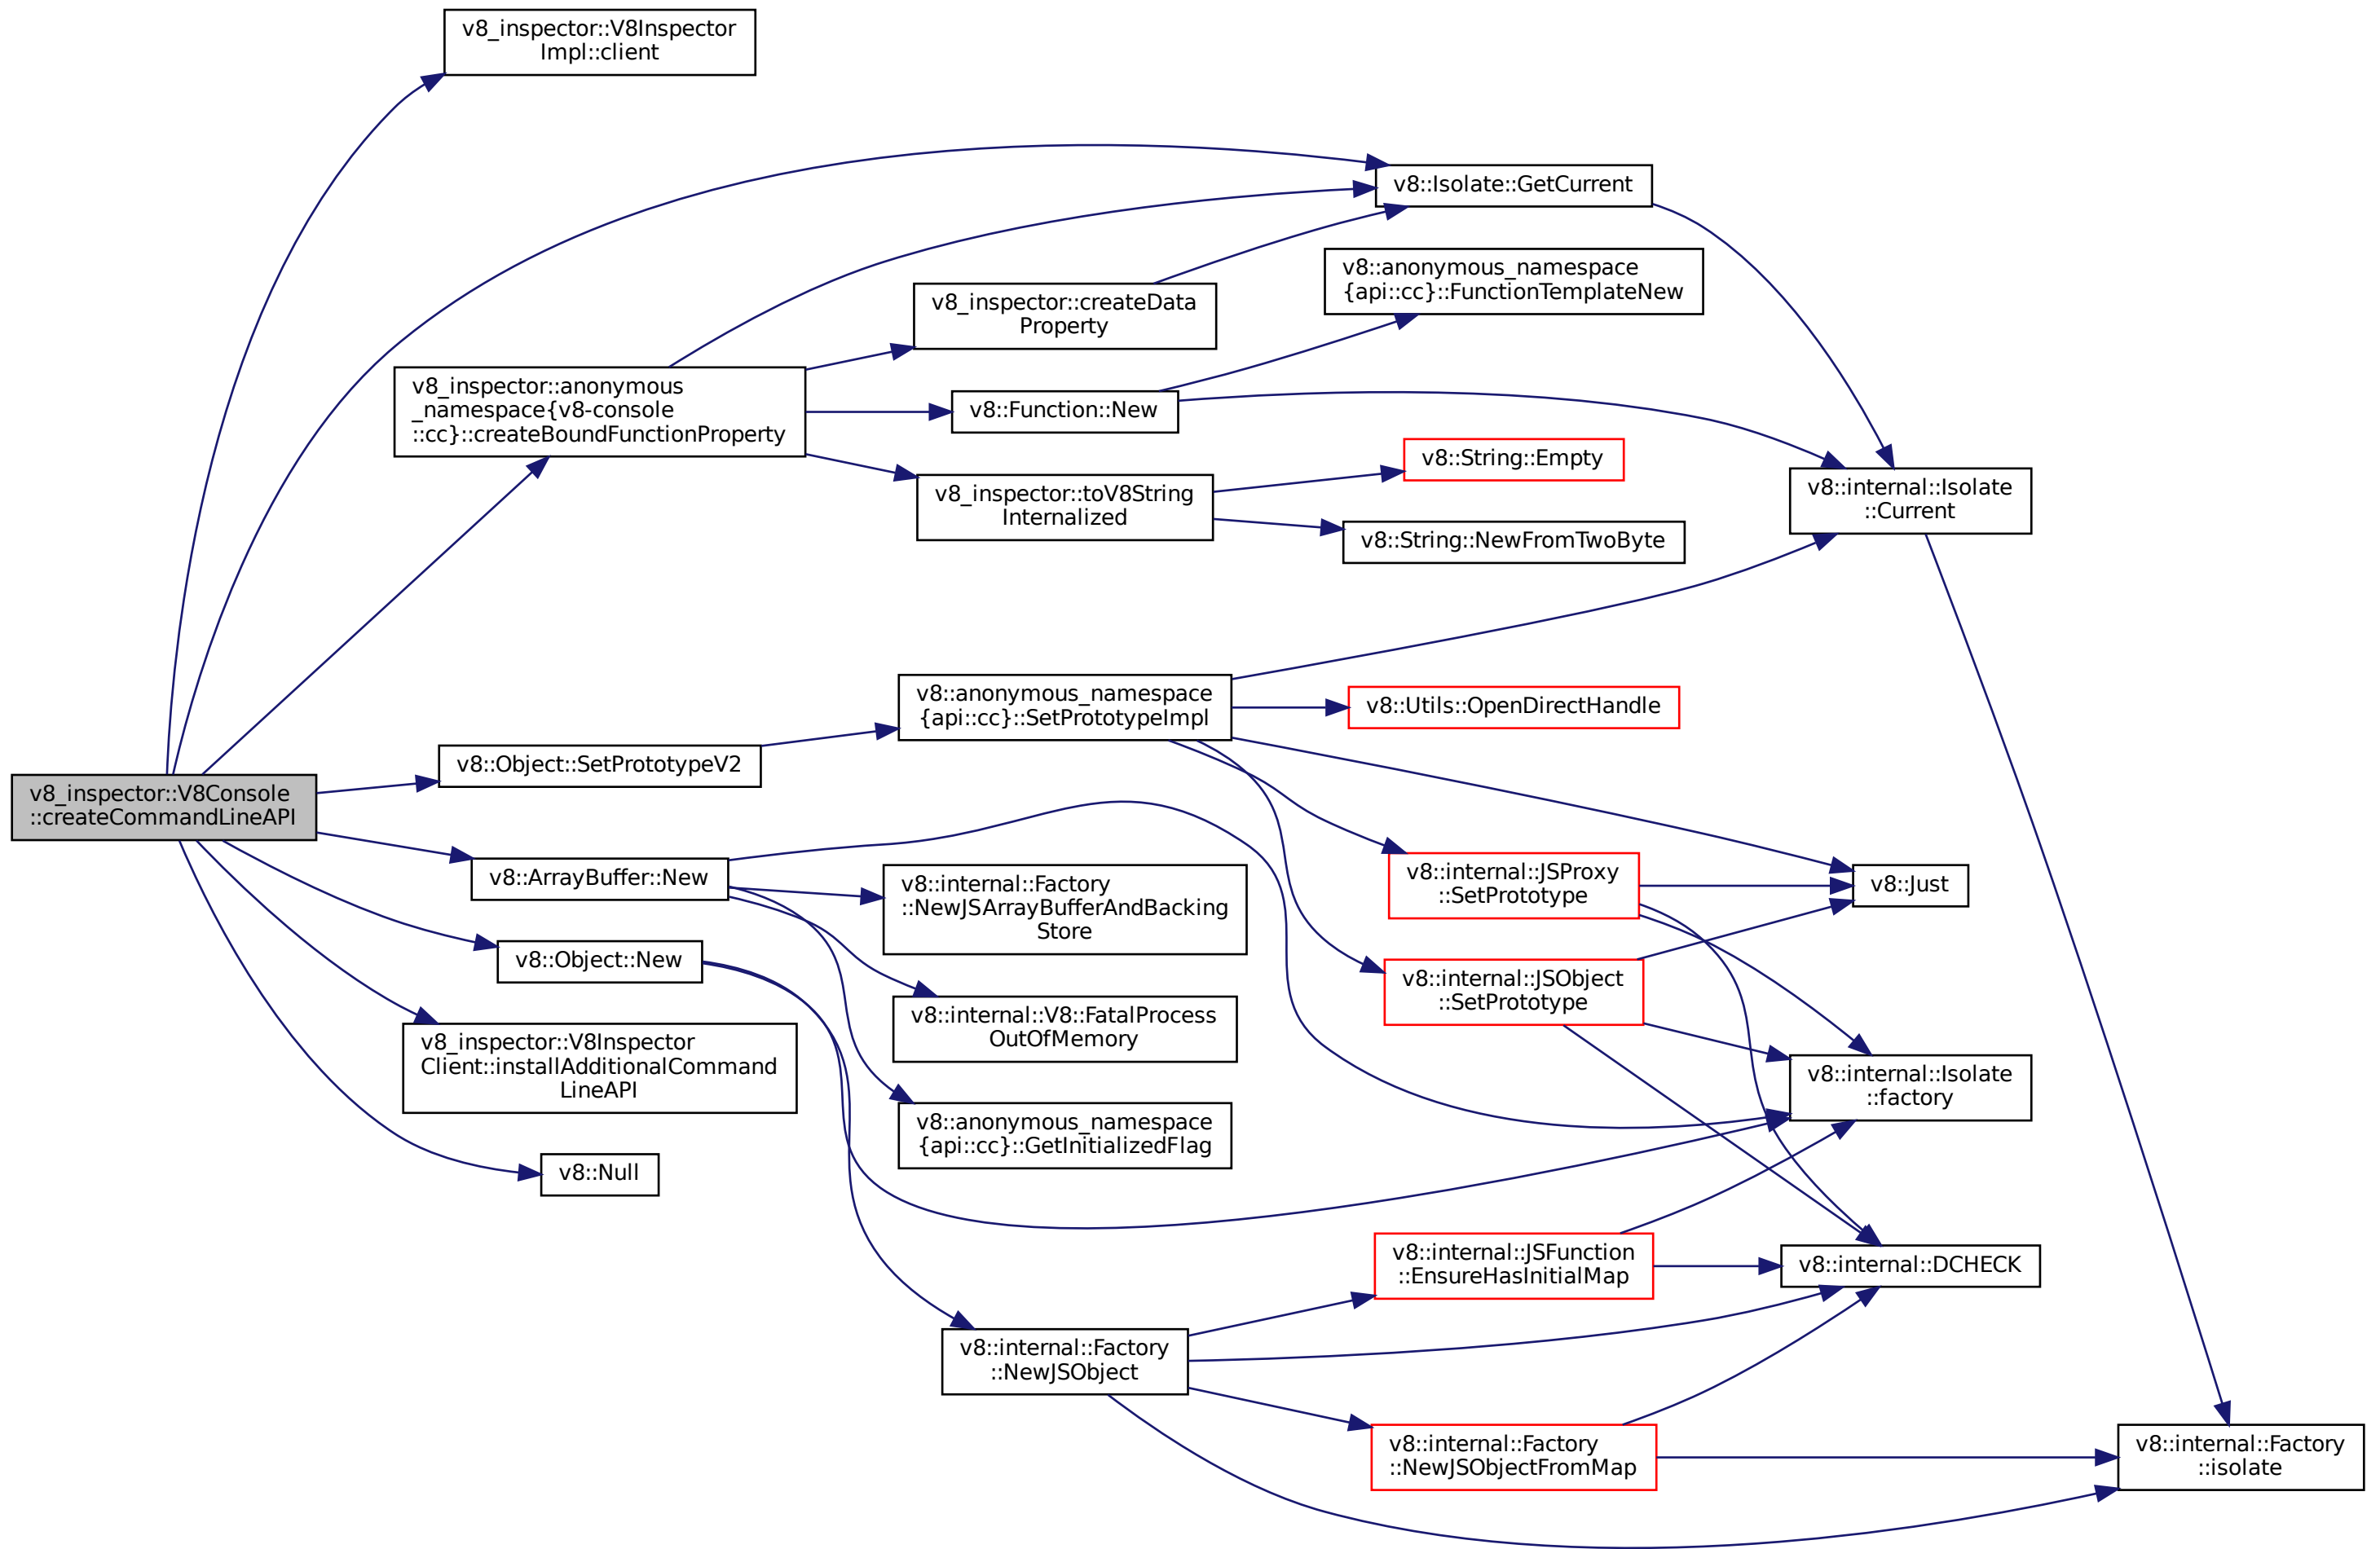 v8_inspector::V8Inspector
Impl::client
v8::Isolate::GetCurrent
v8::anonymous_namespace
{api::cc}::FunctionTemplateNew
v8_inspector::createData
Property
v8_inspector::anonymous
_namespace{v8-console
::cc}::createBoundFunctionProperty
v8::Function::New
v8::String::Empty
v8_inspector::toV8String
Internalized
v8::internal::Isolate
::Current
v8::String::NewFromTwoByte
v8::anonymous_namespace
{api::cc}::SetPrototypeImpl
v8::Utils::OpenDirectHandle
v8::Object::SetPrototypeV2
v8_inspector::V8Console
::createCommandLineAPI
v8::ArrayBuffer::New
v8::internal::Factory
::NewJSArrayBufferAndBacking
Store
v8::internal::JSProxy
::SetPrototype
v8::Just
v8::Object::New
v8::internal::JSObject
::SetPrototype
v8::internal::V8::FatalProcess
OutOfMemory
v8_inspector::V8Inspector
Client::installAdditionalCommand
LineAPI
v8::internal::Isolate
::factory
v8::anonymous_namespace
{api::cc}::GetInitializedFlag
v8::Null
v8::internal::JSFunction
::EnsureHasInitialMap
v8::internal::DCHECK
v8::internal::Factory
::NewJSObject
v8::internal::Factory
::NewJSObjectFromMap
v8::internal::Factory
::isolate